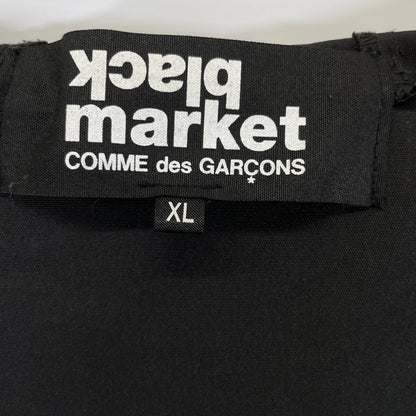 black
market
COMME des GARÇONS
*
XL